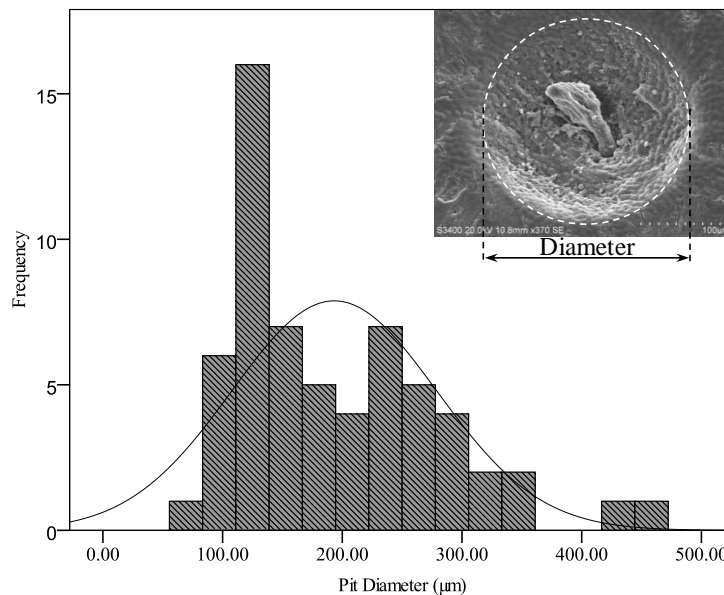 S3400 20.0kV 10.8mm x370 SE
100μm
Diameter
15
10
5
0
Frequency
0.00 100.00 200.00 300.00 400.00 500.00
Pit Diameter (μm)